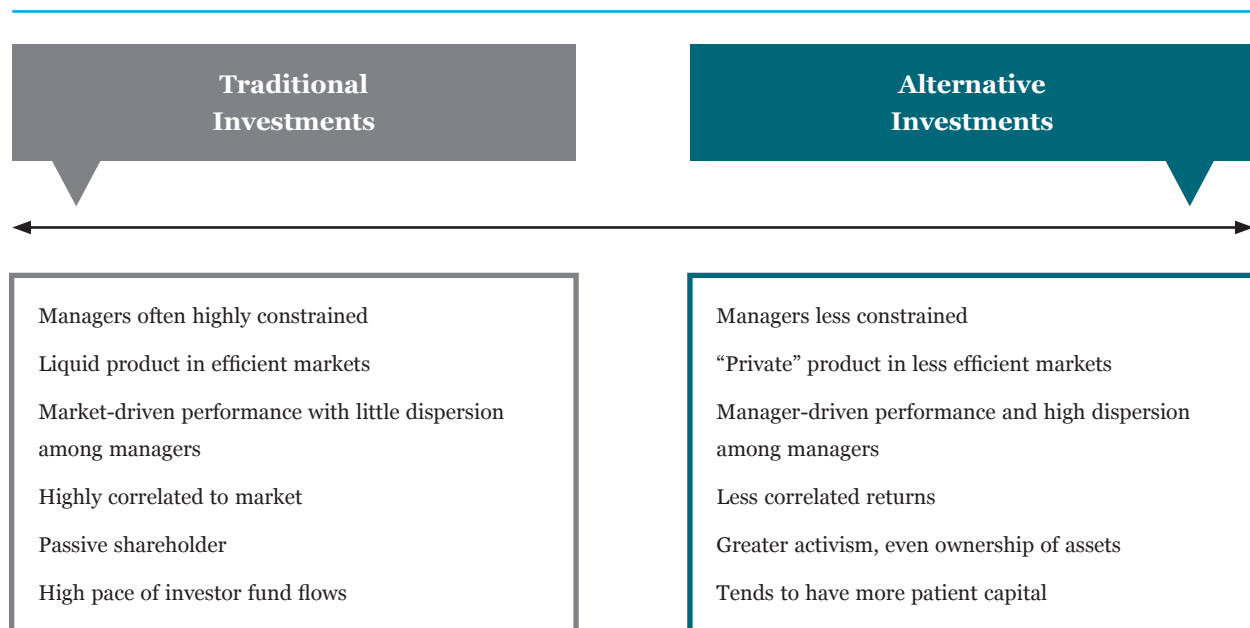 Traditional
Investments
Alternative
Investments
Managers often highly constrained
Liquid product in efficient markets
Market-driven performance with little dispersion
among managers
Highly correlated to market
Passive shareholder
High pace of investor fund flows
Managers less constrained
“Private” product in less efficient markets
Manager-driven performance and high dispersion
among managers
Less correlated returns
Greater activism, even ownership of assets
Tends to have more patient capital